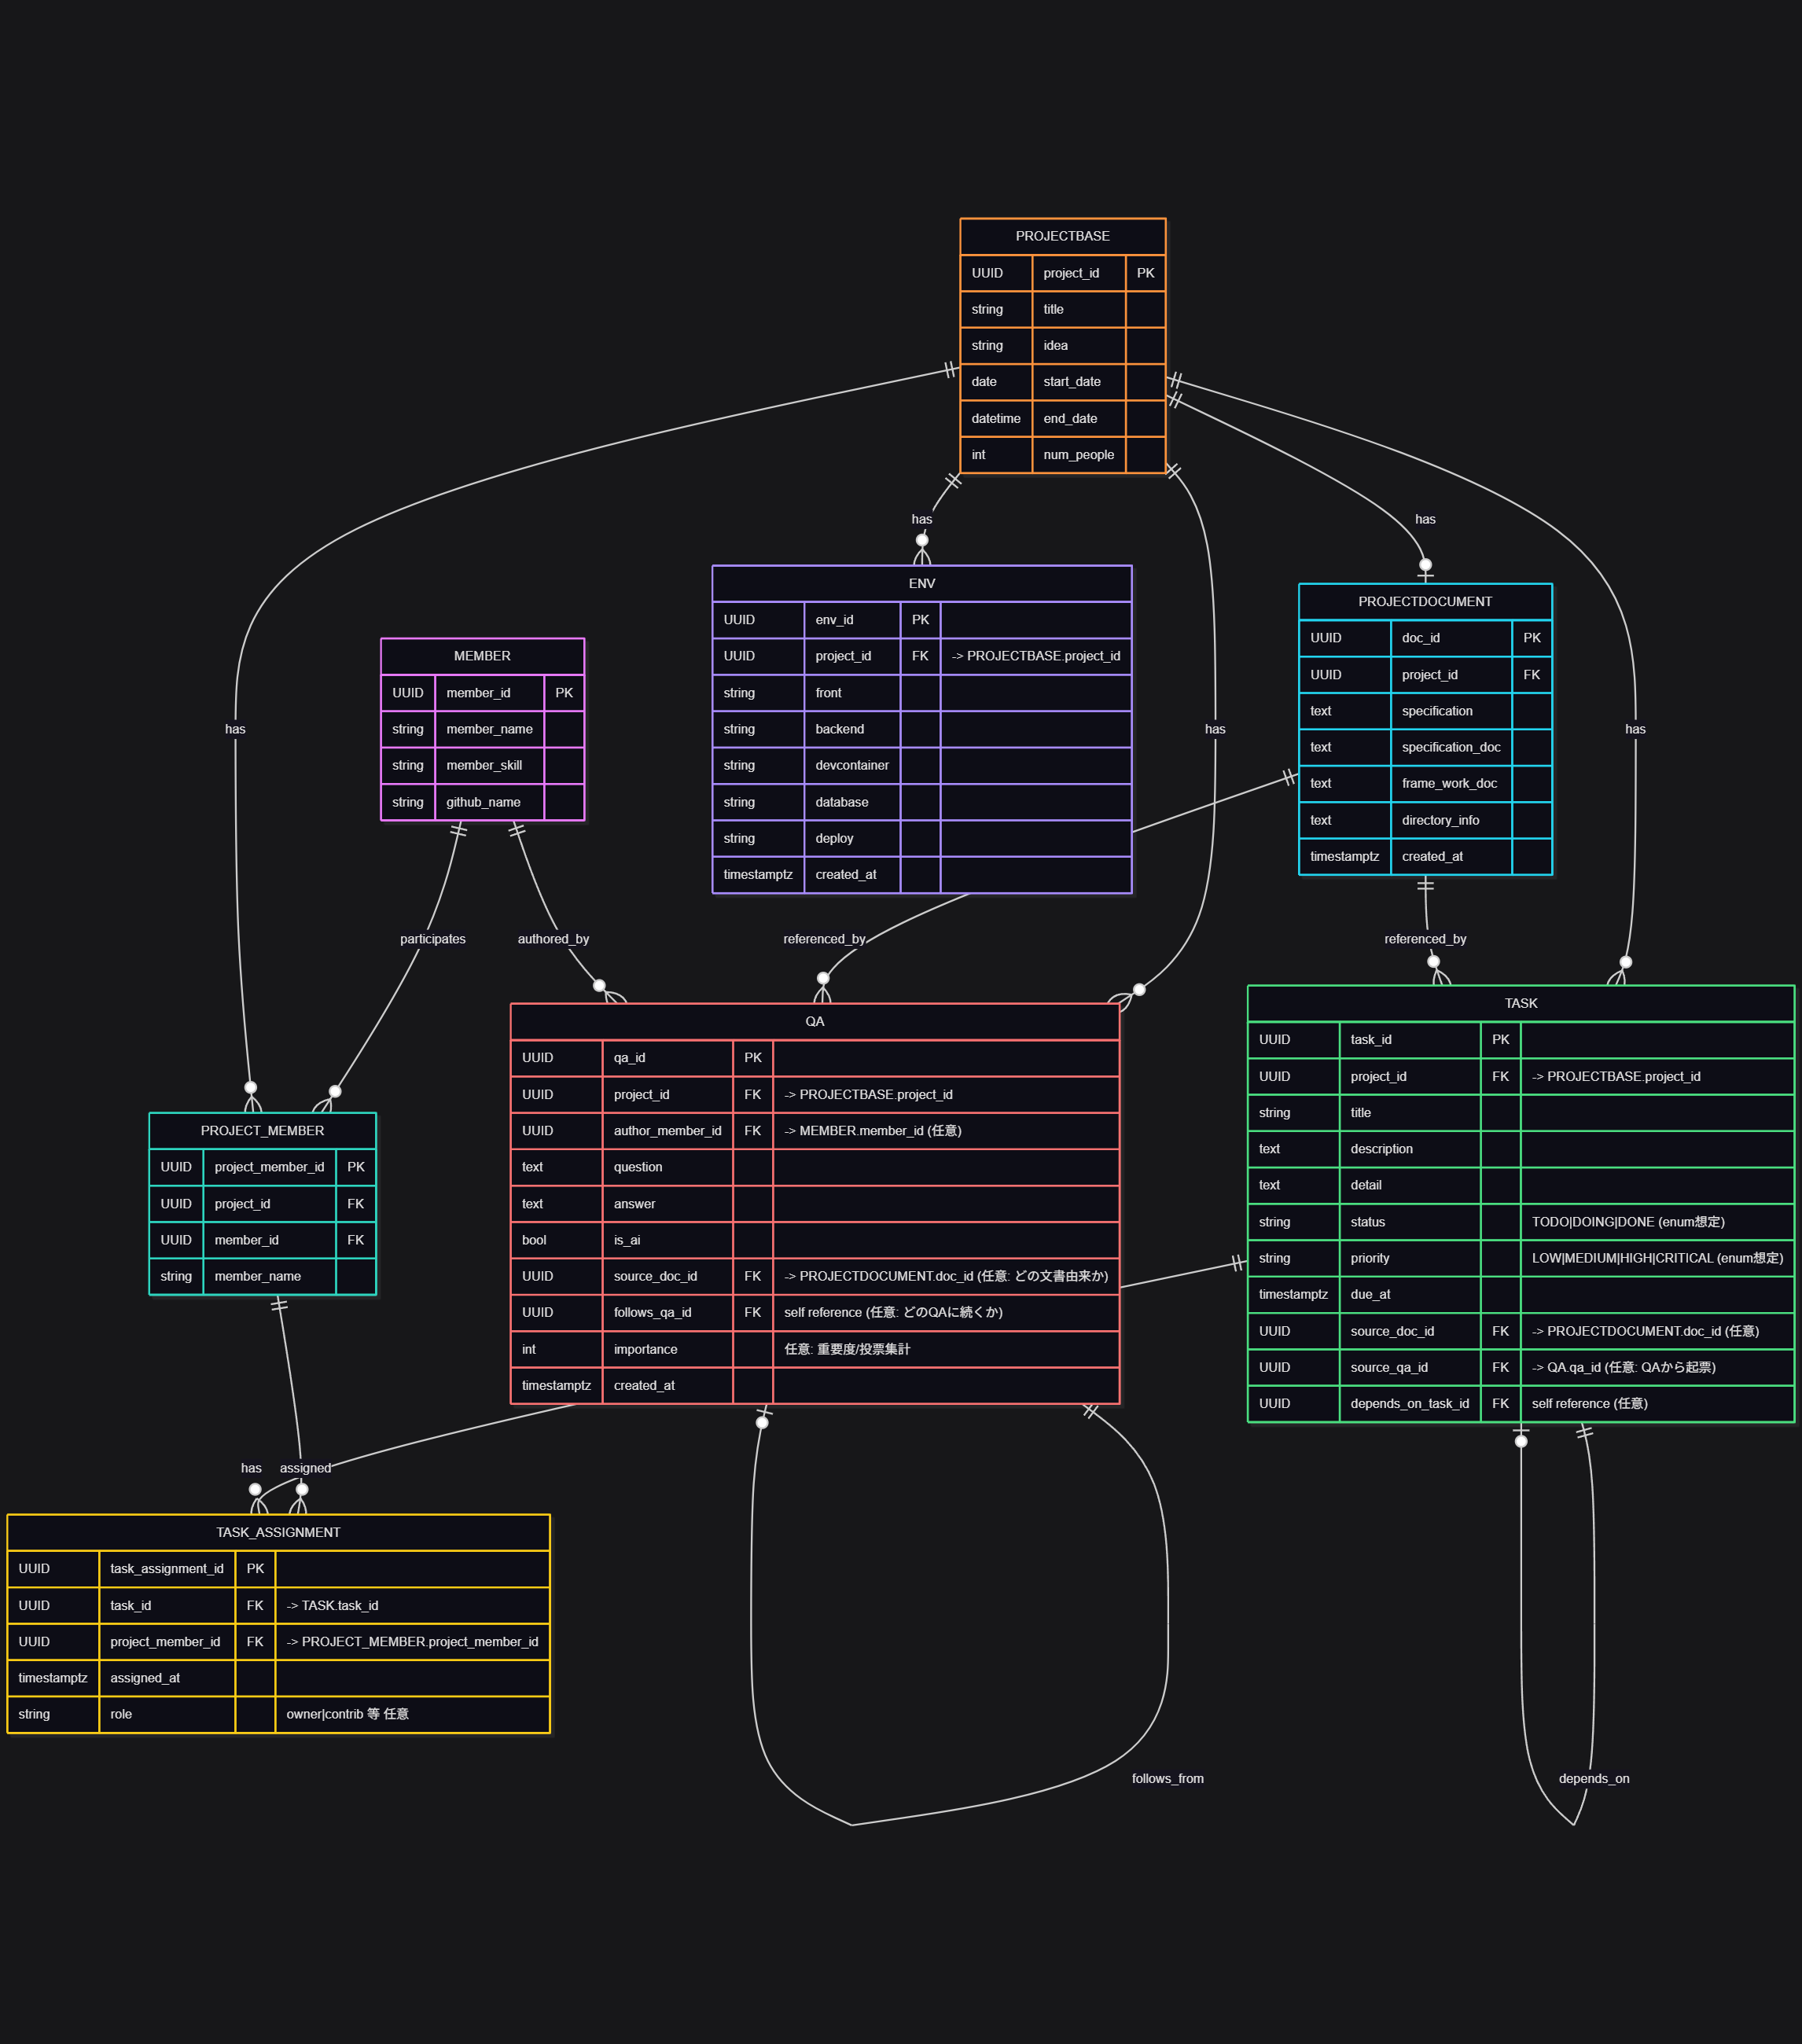 PROJECTBASE
UUID project_id PK
string title
string idea
date start_date
datetime end_date
int num_people
has
has
has
has
has
ENV
UUID env_id PK
UUID project_id FK -> PROJECTBASE.project_id
string front
string backend
string devcontainer
string database
string deploy
timestamptz created_at
PROJECTDOCUMENT
UUID doc_id PK
UUID project_id FK
text specification
text specification_doc
text frame_work_doc
text directory_info
timestamptz created_at
MEMBER
UUID member_id PK
string member_name
string member_skill
string github_name
participates
authored_by
referenced_by
referenced_by
QA
UUID qa_id PK
UUID project_id FK -> PROJECTBASE.project_id
UUID author_member_id FK -> MEMBER.member_id (任意)
text question
text answer
bool is_ai
UUID source_doc_id FK -> PROJECTDOCUMENT.doc_id (任意: どの文書由来か)
UUID follows_qa_id FK self reference (任意: どのQAに続くか)
int importance 任意: 重要度/投票集計
timestamptz created_at
TASK
UUID task_id PK
UUID project_id FK -> PROJECTBASE.project_id
string title
text description
text detail
string status TODO|DOING|DONE (enum想定)
string priority LOW|MEDIUM|HIGH|CRITICAL (enum想定)
timestamptz due_at
UUID source_doc_id FK -> PROJECTDOCUMENT.doc_id (任意)
UUID source_qa_id FK -> QA.qa_id (任意: QAから起票)
UUID depends_on_task_id FK self reference (任意)
PROJECT_MEMBER
UUID project_member_id PK
UUID project_id FK
UUID member_id FK
string member_name
has
assigned
TASK_ASSIGNMENT
UUID task_assignment_id PK
UUID task_id FK -> TASK.task_id
UUID project_member_id FK -> PROJECT_MEMBER.project_member_id
timestamptz assigned_at
string role owner|contrib 等 任意
follows_from
depends_on